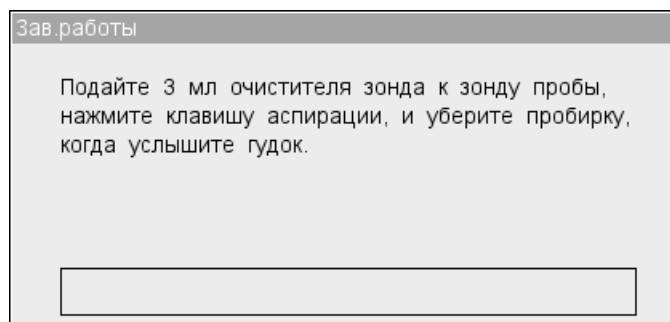 Зав.работы
Подайте 3 мл очистителя зонда к зонду пробы,
нажмите клавишу аспирации, и уберите пробирку,
когда услышите гудок.